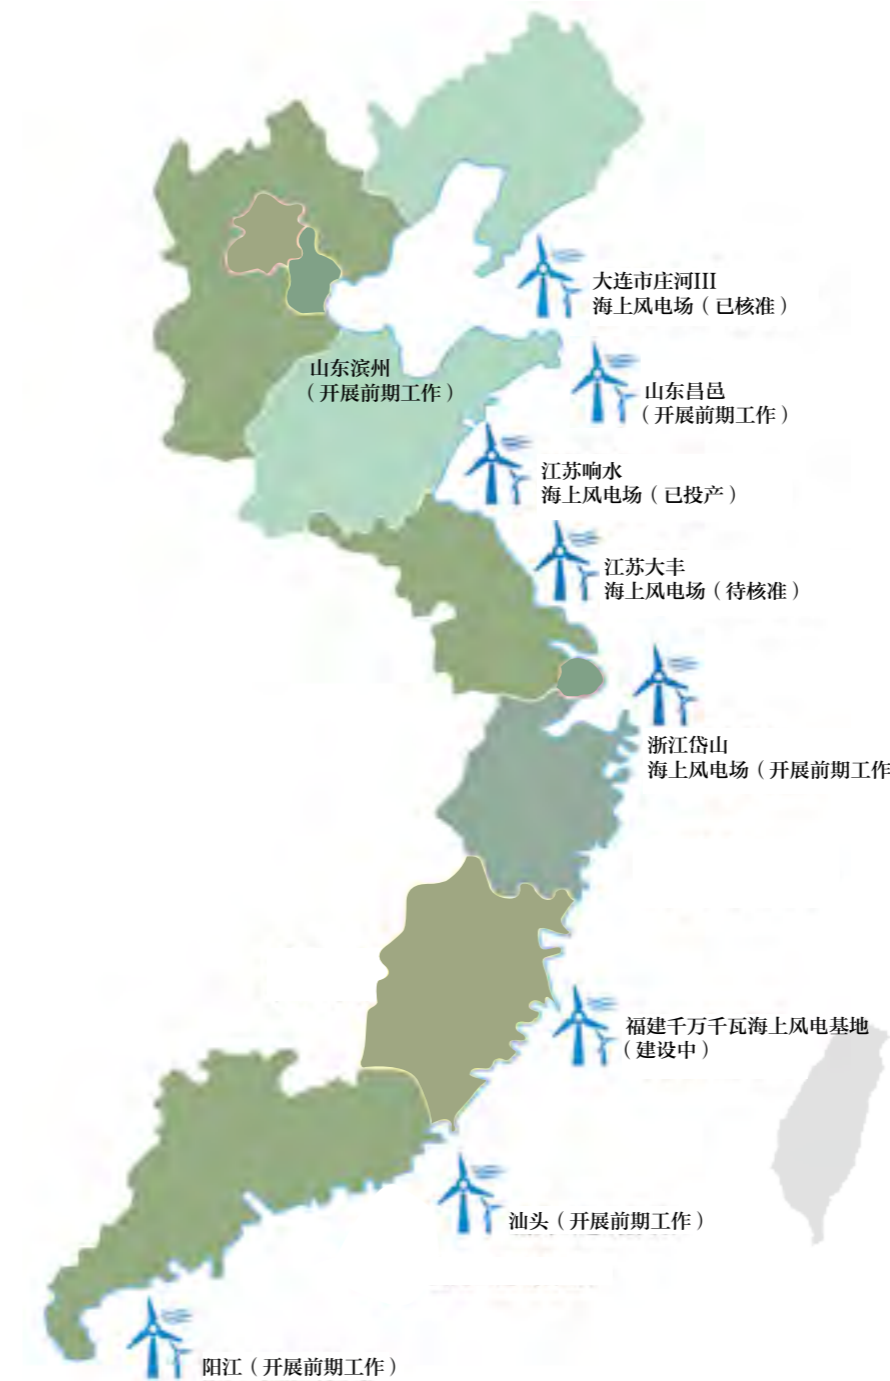 大连市庄河III
海上风电场（已核准）
山东滨州
（开展前期工作）
山东昌邑
（开展前期工作）
江苏响水
海上风电场（已投产）
江苏大丰
海上风电场（待核准）
浙江岱山
海上风电场（开展前期工作
福建千万千瓦海上风电基地
（建设中）
汕头（开展前期工作）
阳江（开展前期工作）